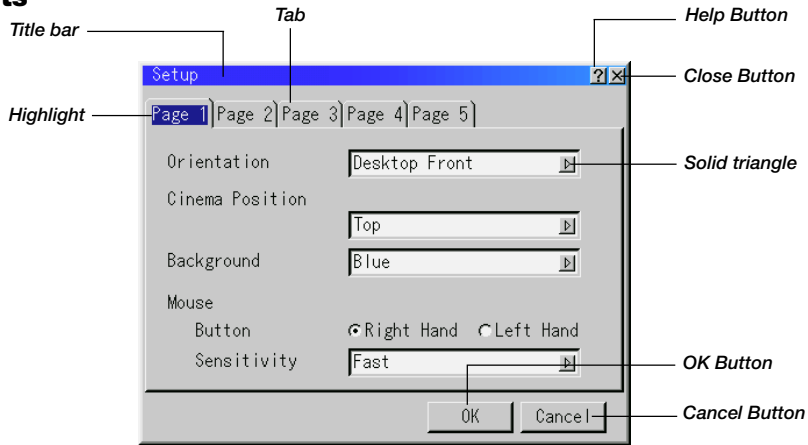 ts
Title bar
Tab
Help Button
Setup
?
×
Close Button
Highlight
Page 1 Page 2 Page 3 Page 4 Page 5
Orientation Desktop Front
Solid triangle
Cinema Position
Top
Background Blue
Mouse
Button Right Hand Left Hand
Sensitivity Fast
OK Button
OK Cancel
Cancel Button